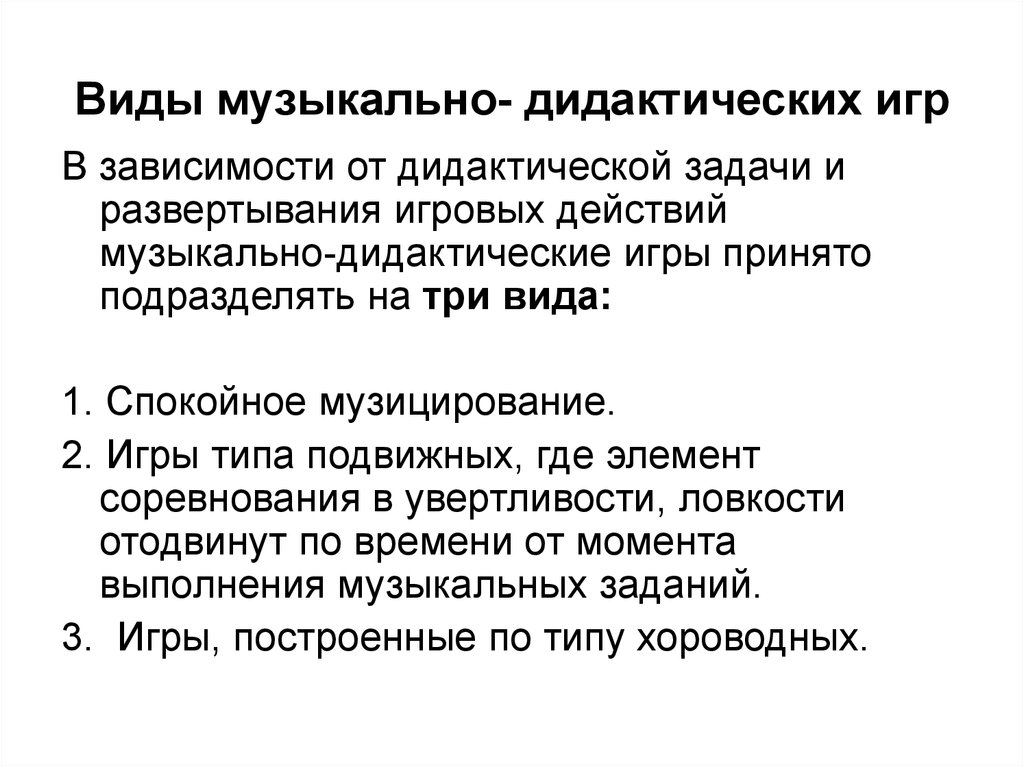 Виды музыкально- дидактических игр
В зависимости от дидактической задачи и
развертывания игровых действий
музыкально-дидактические игры принято
подразделять на три вида:
1. Спокойное музицирование.
2. Игры типа подвижных, где элемент
соревнования в увертливости, ловкости
отодвинут по времени от момента
выполнения музыкальных заданий.
3. Игры, построенные по типу хороводных.